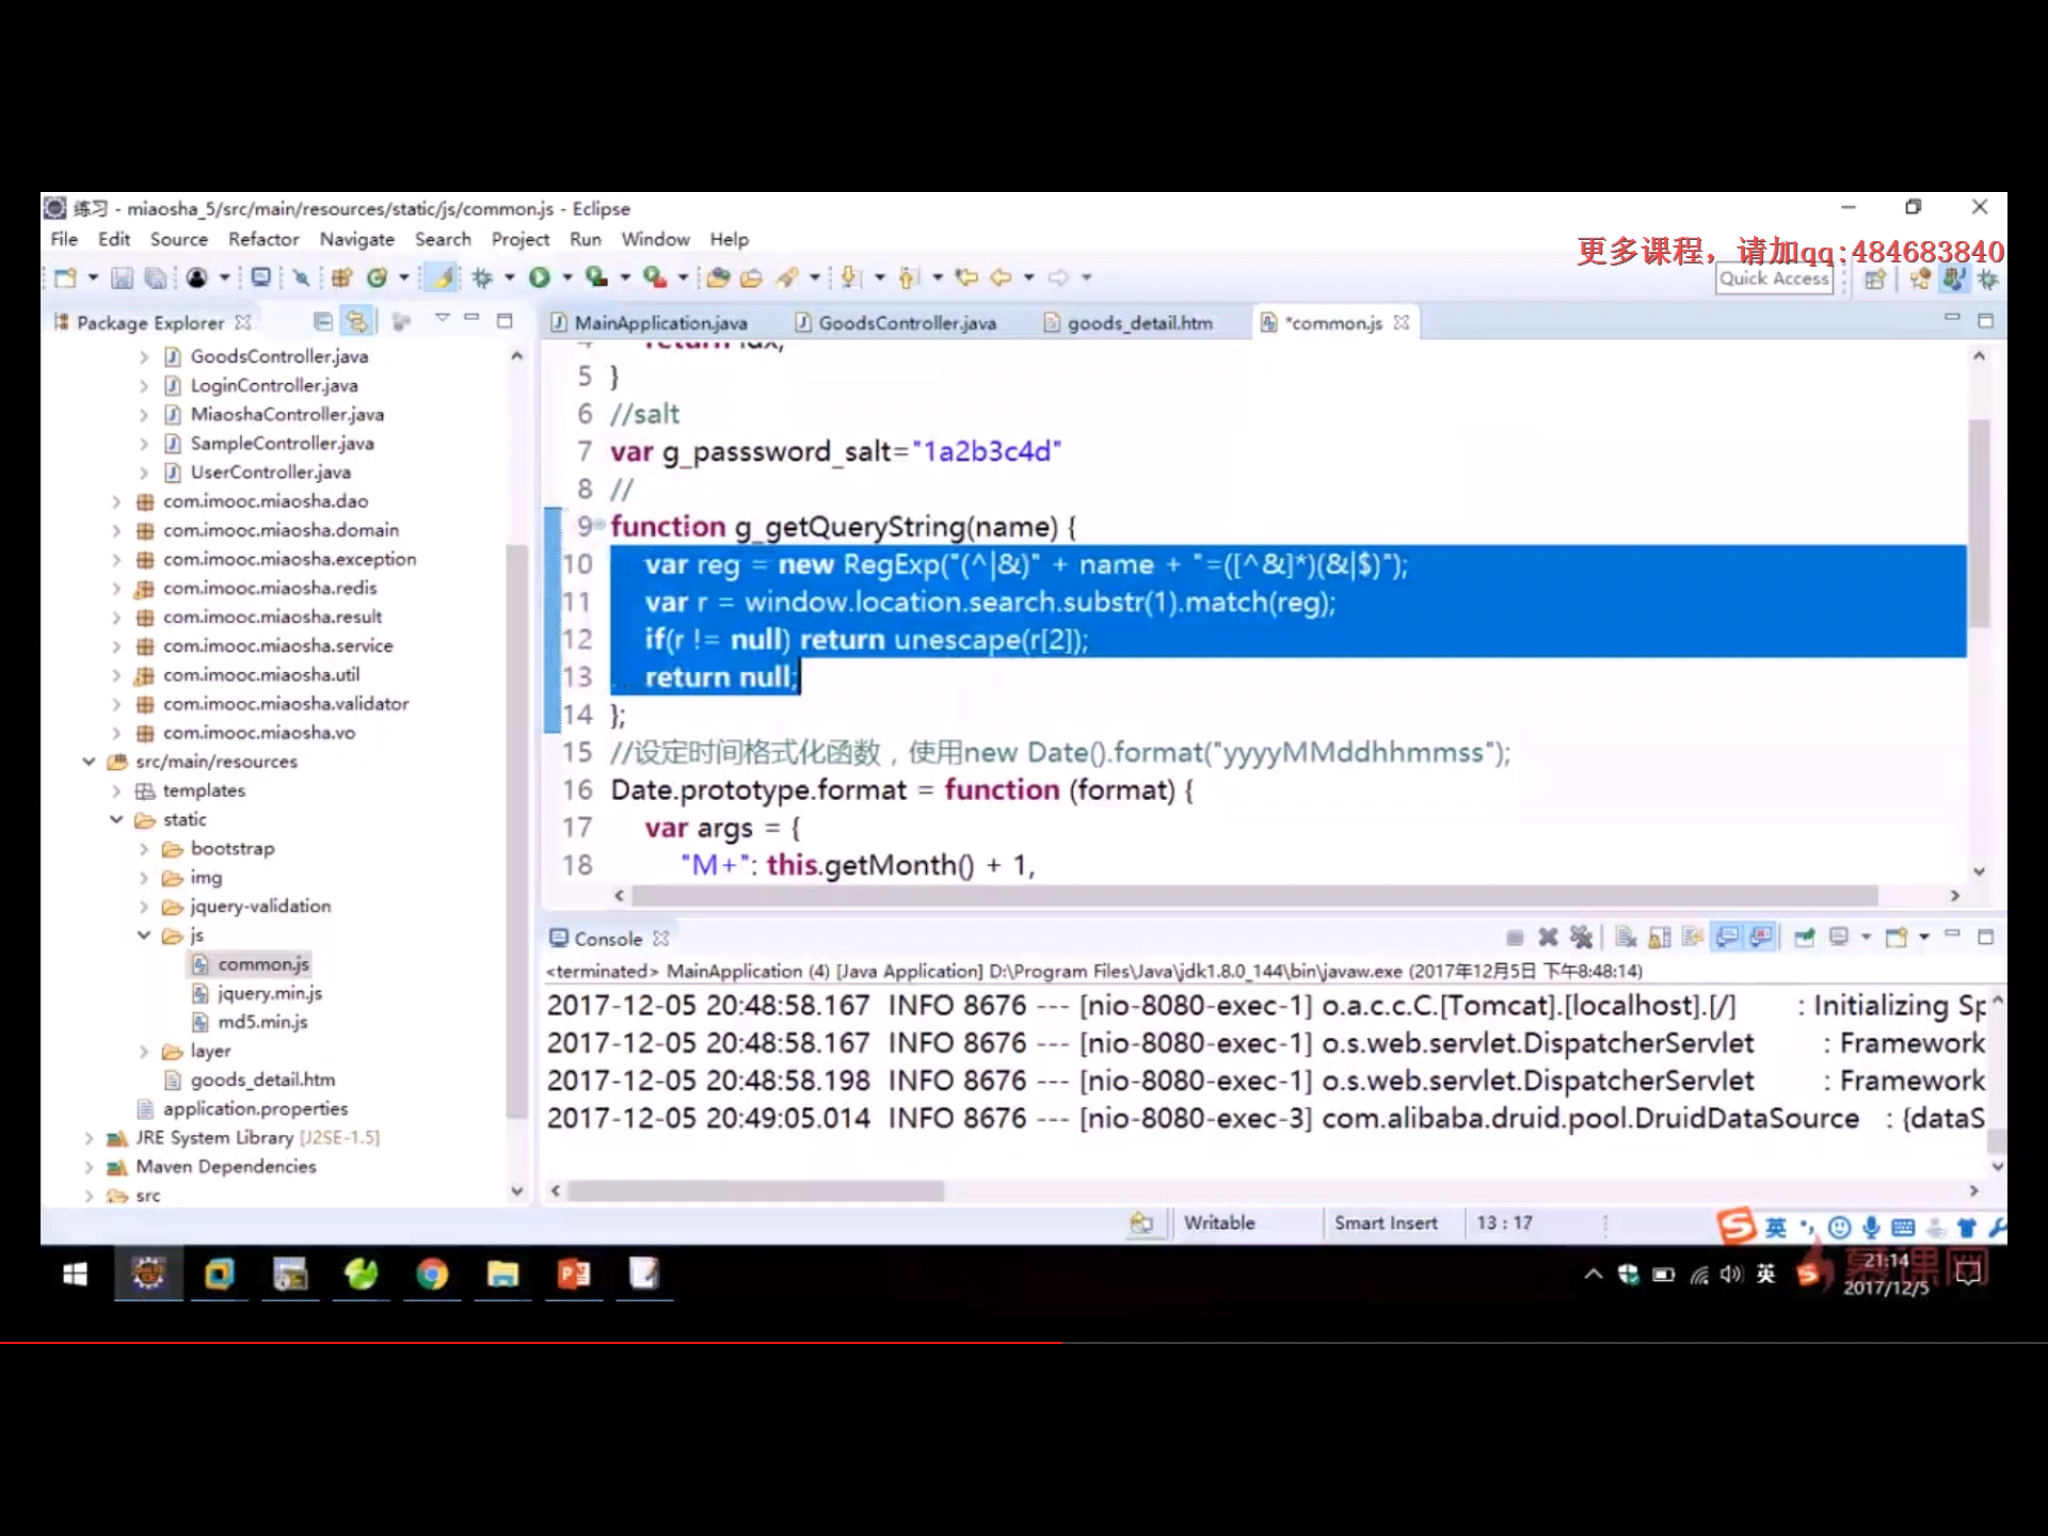 练习 - miaosha_5/src/main/resources/static/js/common.js - Eclipse
File Edit Source Refactor Navigate Search Project Run Window Help
更多课程，请加qq:484683840
Quick Access
Package Explorer
MainApplication.java GoodsController.java goods_detail.htm *common.js
GoodsController.java
LoginController.java
MiaoshaController.java
SampleController.java
UserController.java
com.imooc.miaosha.dao
com.imooc.miaosha.domain
com.imooc.miaosha.exception
com.imooc.miaosha.redis
com.imooc.miaosha.result
com.imooc.miaosha.service
com.imooc.miaosha.util
com.imooc.miaosha.validator
com.imooc.miaosha.vo
src/main/resources
templates
static
bootstrap
img
jquery-validation
js
common.js
jquery.min.js
md5.min.js
layer
goods_detail.htm
application.properties
JRE System Library [J2SE-1.5]
Maven Dependencies
src
5 }
6 //salt
7 var g_passsword_salt="1a2b3c4d"
8 //
9 function g_getQueryString(name) {
10 var reg = new RegExp("(^|&)" + name + "=([^&]*)(&|$)");
11 var r = window.location.search.substr(1).match(reg);
12 if(r != null) return unescape(r[2]);
13 return null;
14 };
15 //设定时间格式化函数，使用new Date().format("yyyyMMddhhmmss");
16 Date.prototype.format = function (format) {
17 var args = {
18 "M+": this.getMonth() + 1,
Console
<terminated> MainApplication (4) [Java Application] D:\Program Files\Java\jdk1.8.0_144\bin\javaw.exe (2017年12月5日 下午8:48:14)
2017-12-05 20:48:58.167 INFO 8676 --- [nio-8080-exec-1] o.a.c.c.C.[Tomcat].[localhost].[/] : Initializing Sp
2017-12-05 20:48:58.167 INFO 8676 --- [nio-8080-exec-1] o.s.web.servlet.DispatcherServlet : Framework
2017-12-05 20:48:58.198 INFO 8676 --- [nio-8080-exec-1] o.s.web.servlet.DispatcherServlet : Framework
2017-12-05 20:49:05.014 INFO 8676 --- [nio-8080-exec-3] com.alibaba.druid.pool.DruidDataSource : {dataS
Writable Smart Insert 13 : 17
英
英
慕课网
21:14
2017/12/5